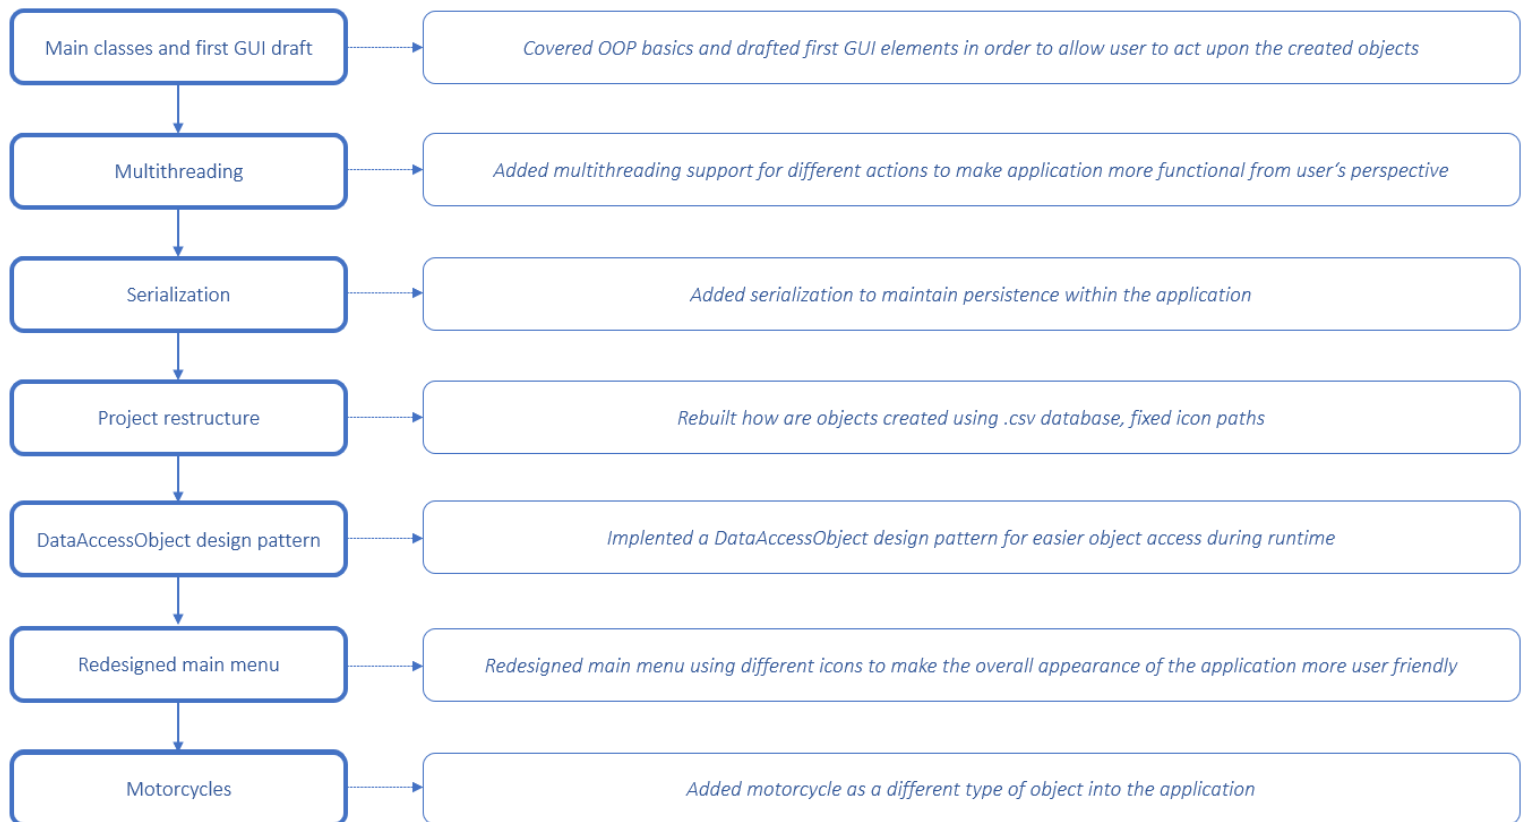 Main classes and first GUI draft
Covered OOP basics and drafted first GUI elements in order to allow user to act upon the created objects
Multithreading
Added multithreading support for different actions to make application more functional from user‘s perspective
Serialization
Added serialization to maintain persistence within the application
Project restructure
Rebuilt how are objects created using .csv database, fixed icon paths
DataAccessObject design pattern
Implented a DataAccessObject design pattern for easier object access during runtime
Redesigned main menu
Redesigned main menu using different icons to make the overall appearance of the application more user friendly
Motorcycles
Added motorcycle as a different type of object into the application